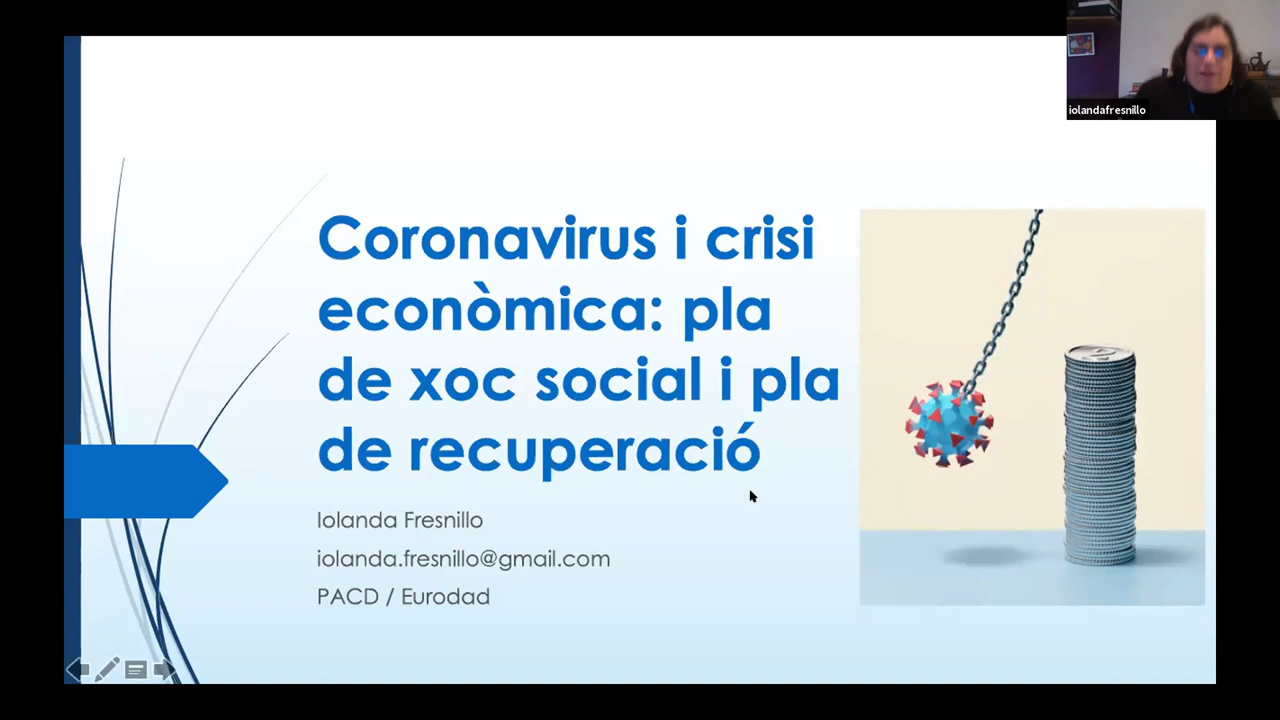 iolandafresnillo
Coronavirus i crisi
econòmica: pla
de xoc social i pla
de recuperació
Iolanda Fresnillo
iolanda.fresnillo@gmail.com
PACD / Eurodad